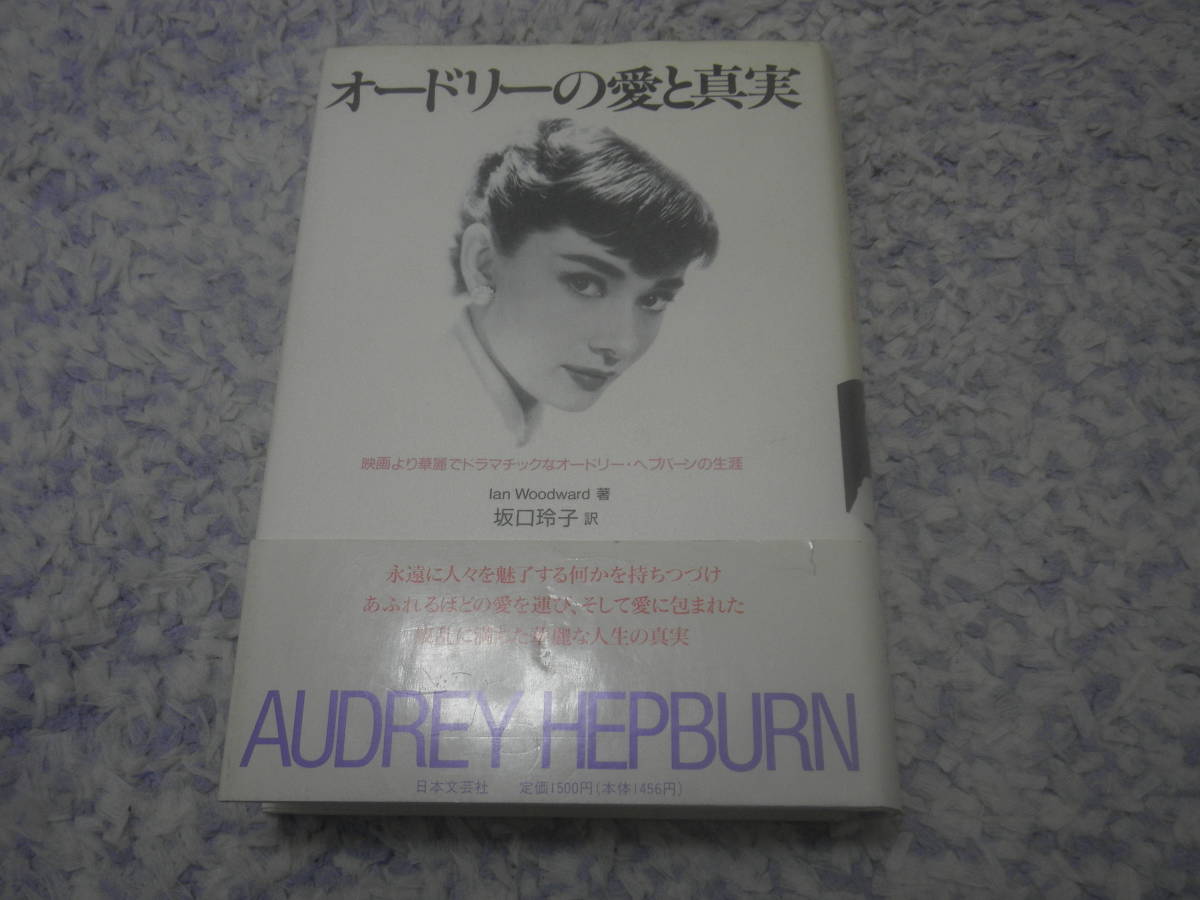 オードリーの愛と真実
映画より華麗でドラマチックなオードリー・ヘプバーンの生涯
Ian Woodward 著
坂口玲子 訳
永遠に人々を魅了する何かを持ちつづけ
あふれるほどの愛を運び、そして愛に包まれた
乱に満ちた華麗な人生の真実
AUDREY HEPBURN
日本文芸社 定価1500円(本体1456円)